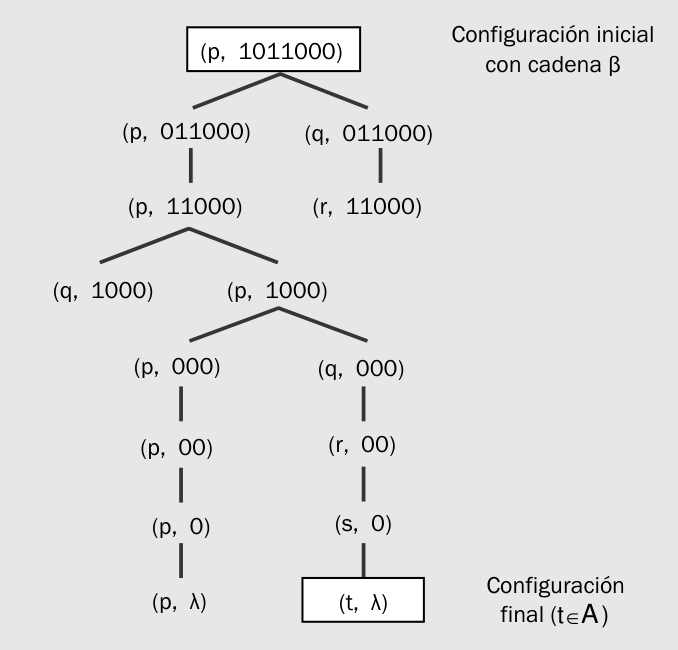 (p, 1011000)
Configuración inicial
con cadena β
(p, 011000)
(q, 011000)
(p, 11000)
(r, 11000)
(q, 1000)
(p, 1000)
(p, 000)
(q, 000)
(p, 00)
(r, 00)
(p, 0)
(s, 0)
(p, λ)
(t, λ)
Configuración
final (t∈A)